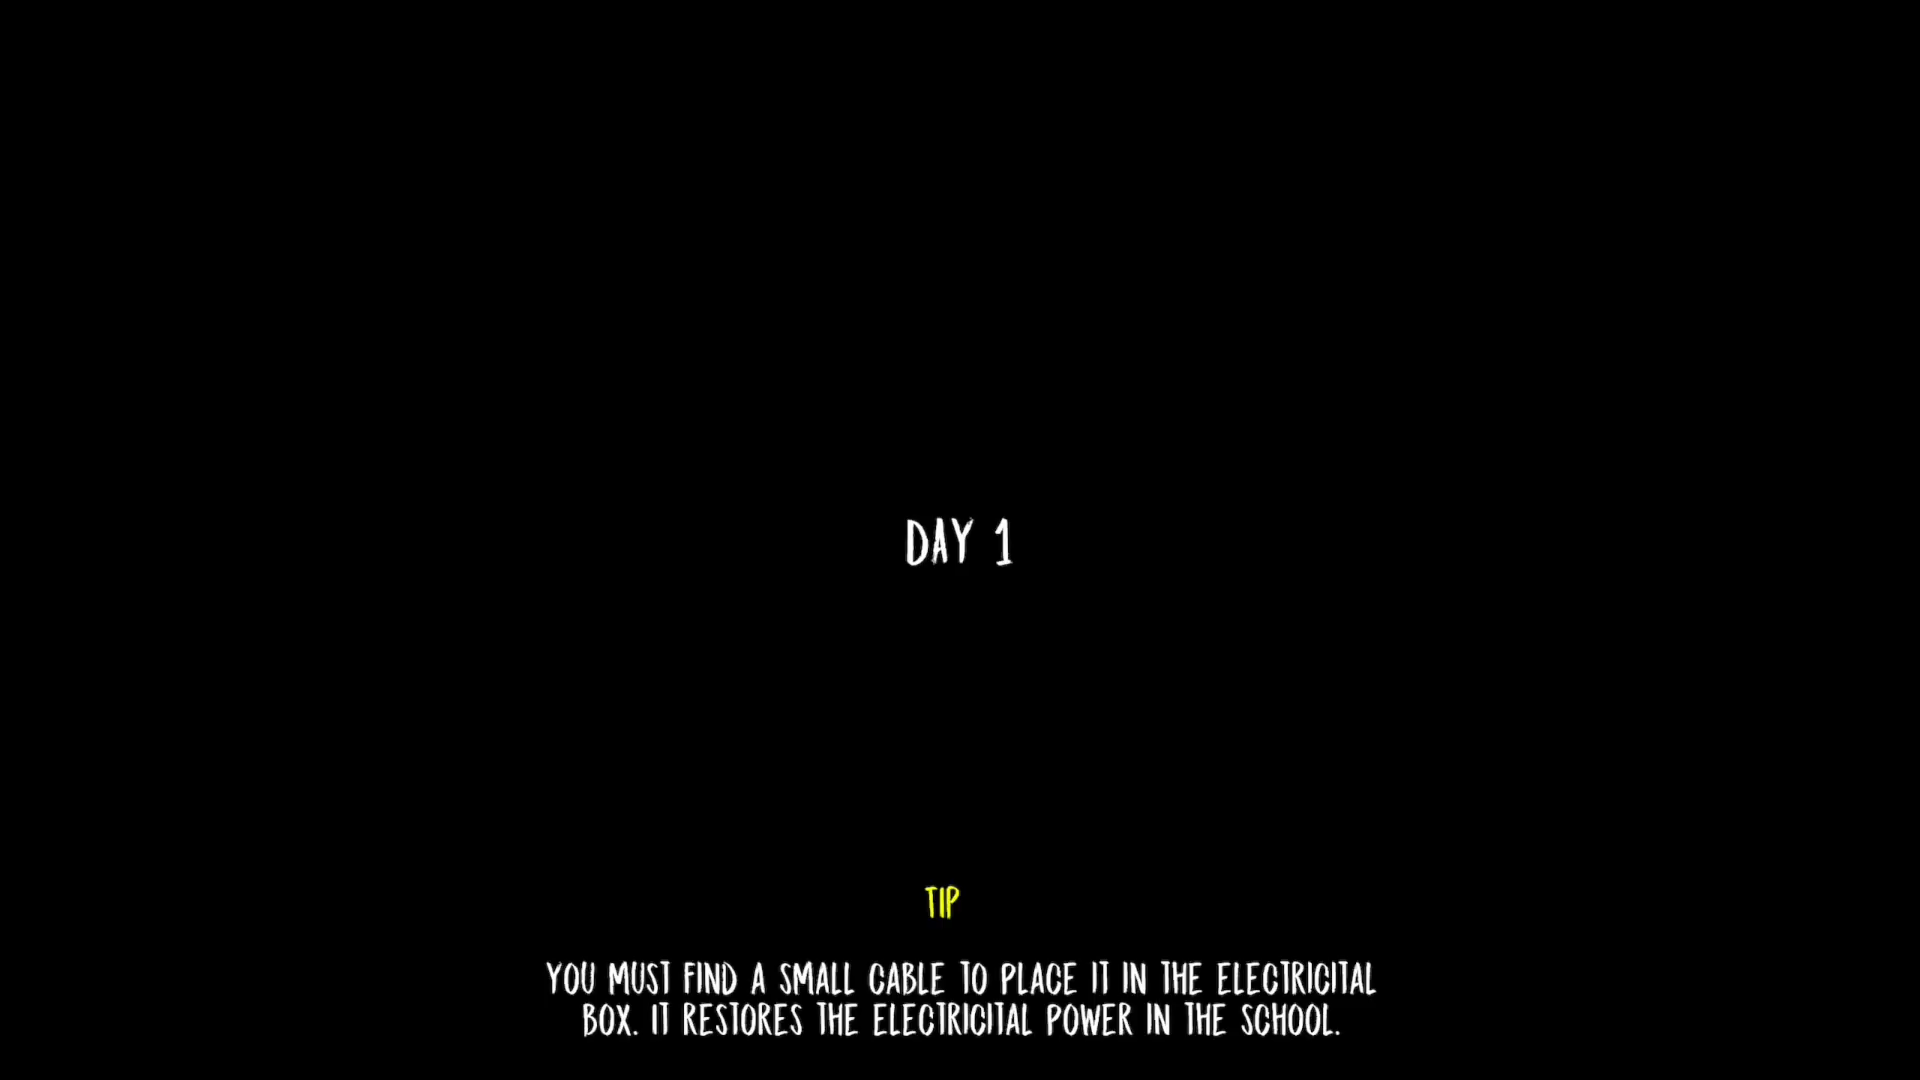 DAY 1
TIP
YOU MUST FIND A SMALL CABLE TO PLACE IT IN THE ELECTRICITAL
BOX. IT RESTORES THE ELECTRICITAL POWER IN THE SCHOOL.